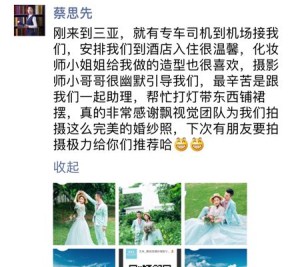 蔡思先
刚来到三亚，就有专车司机到机场接我
们，安排我们到酒店入住很温馨，化妆
师小姐姐给我做的造型也很喜欢，摄影
师小哥哥很幽默引导我们，最辛苦是跟
我们一起助理，帮忙打灯带东西铺裙
摆，真的非常感谢飘视觉团队为我们拍
摄这么完美的婚纱照，下次有朋友要拍
摄极力给你们推荐哈😄😄
收起